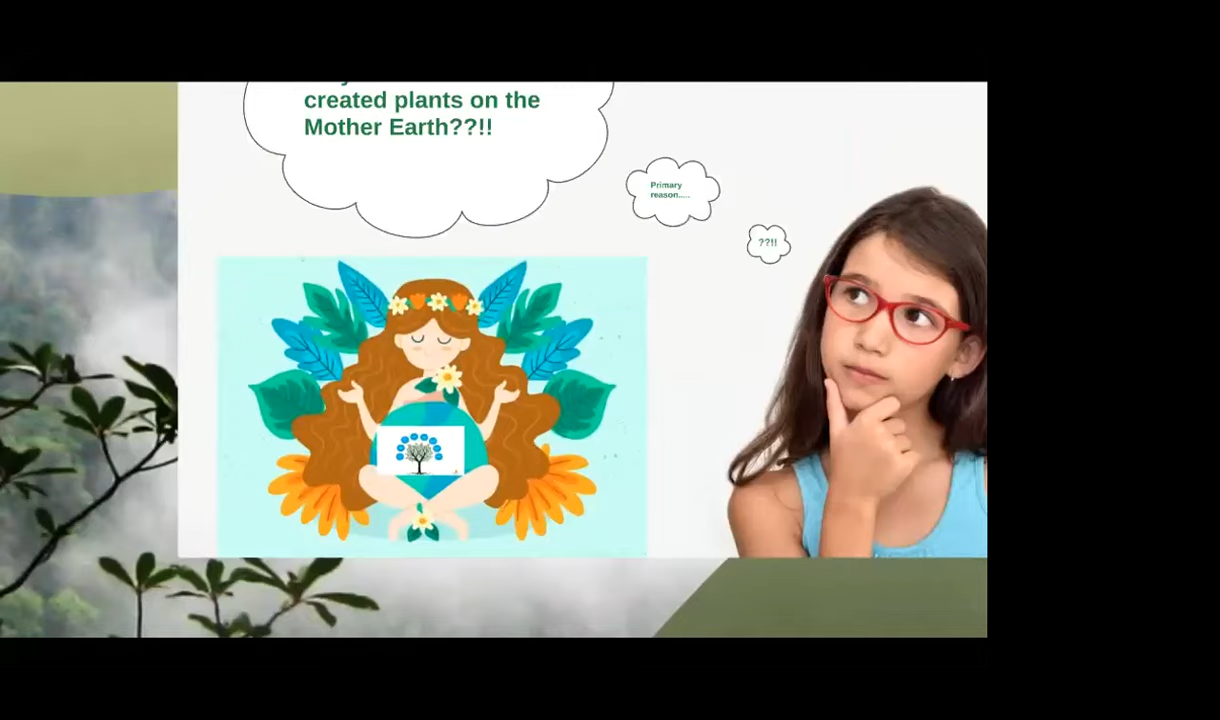 created plants on the
Mother Earth??!!
Primary
reason.....
??!!